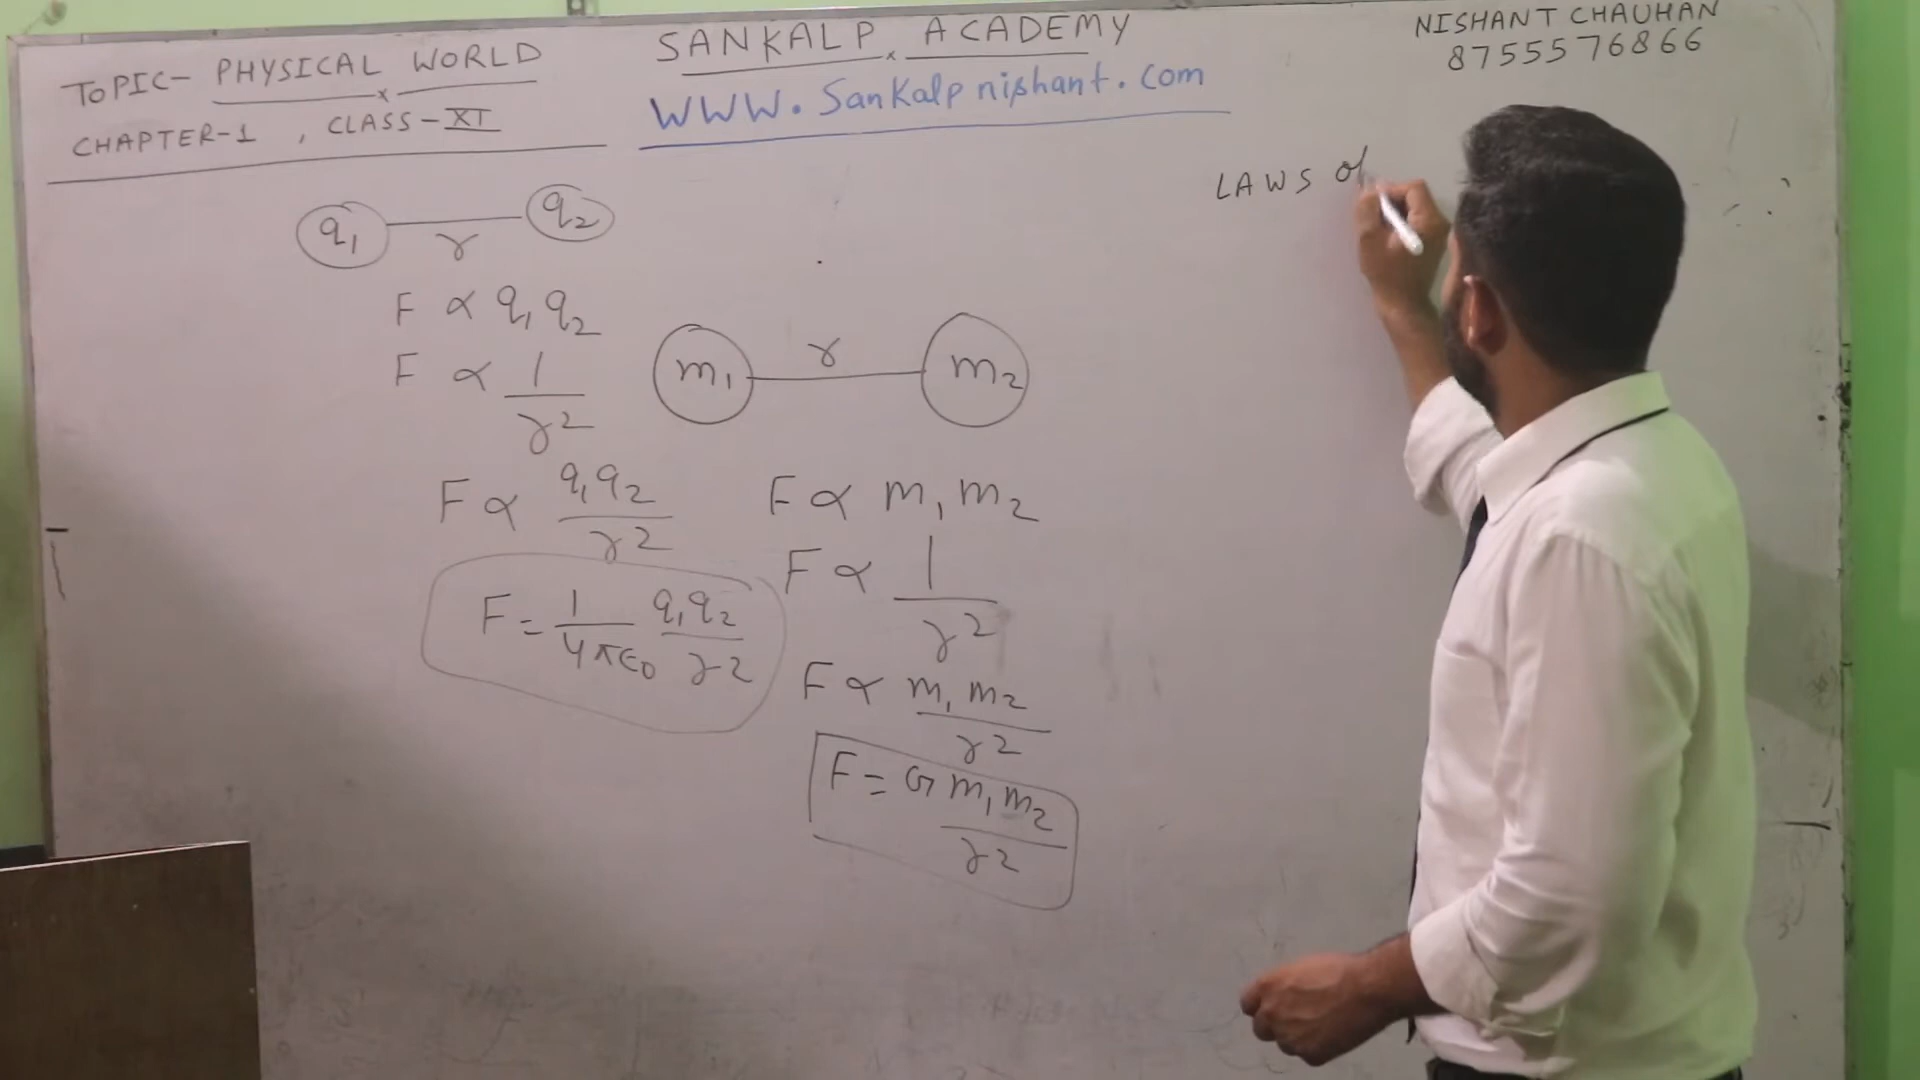 TOPIC- PHYSICAL WORLD
CHAPTER-1 , CLASS-XI
SANKALP ACADEMY
WWW.Sankalpnishant.com
NISHANT CHAUHAN
8755576866
q₁ r q₂
F ∝ q₁q₂
F ∝ 1/r²
F ∝ q₁q₂/r²
F = 1/4πϵ₀ q₁q₂/r²
m₁ r m₂
F ∝ m₁m₂
F ∝ 1/r²
F ∝ m₁m₂/r²
F = G m₁m₂/r²
LAWS of